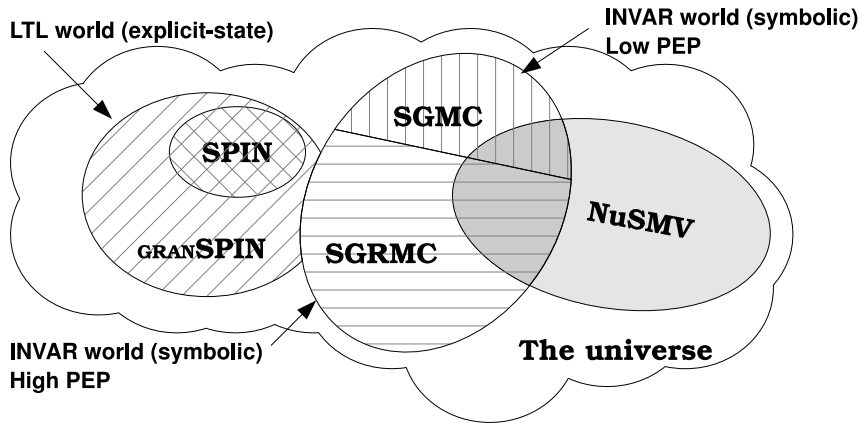 LTL world (explicit-state)
INVAR world (symbolic)
Low PEP
SGMC
SPIN
NuSMV
GRANSPIN
SGRMC
INVAR world (symbolic)
High PEP
The universe